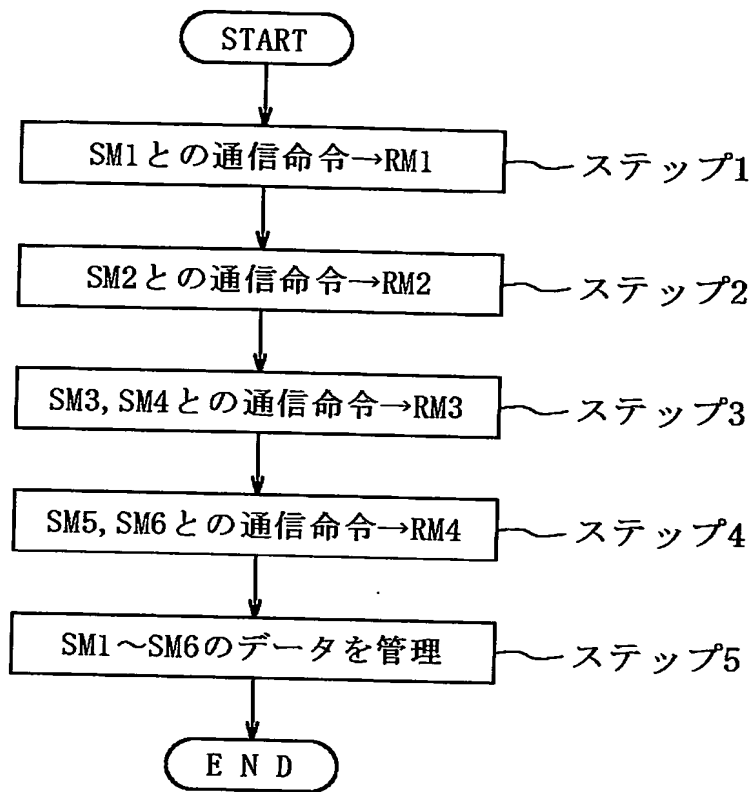 START
SM1との通信命令→RM1
ステップ1
SM2との通信命令→RM2
ステップ2
SM3,SM4との通信命令→RM3
ステップ3
SM5,SM6との通信命令→RM4
ステップ4
SM1～SM6のデータを管理
ステップ5
E N D